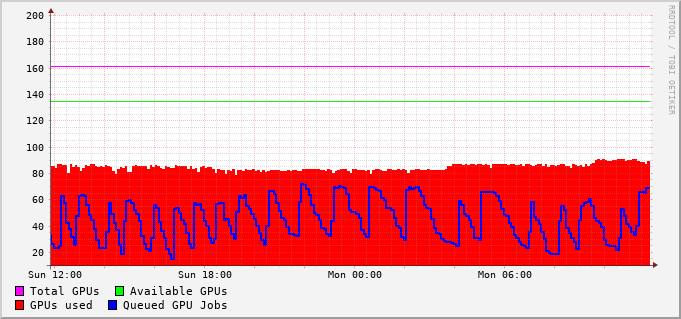 200
180
160
140
120
100
80
60
40
20
Sun 12:00 Sun 18:00 Mon 00:00 Mon 06:00
Total GPUs Available GPUs
GPUs used Queued GPU Jobs
RRDTOOL / TOBI OETIKER